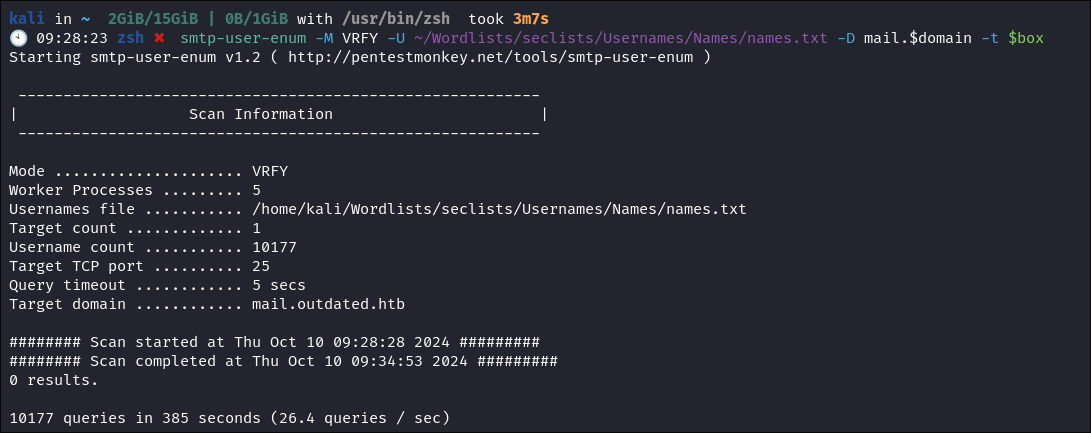 kali in ~  2GiB/15GiB | 0B/1GiB with /usr/bin/zsh  took 3m7s
🕙 09:28:23 zsh ✖  smtp-user-enum -M VRFY -U ~/Wordlists/seclists/Usernames/Names/names.txt -D mail.$domain -t $box
Starting smtp-user-enum v1.2 ( http://pentestmonkey.net/tools/smtp-user-enum )

 ----------------------------------------------------------
|                   Scan Information                       |
 ----------------------------------------------------------

Mode ..................... VRFY
Worker Processes ......... 5
Usernames file ........... /home/kali/Wordlists/seclists/Usernames/Names/names.txt
Target count ............. 1
Username count ........... 10177
Target TCP port .......... 25
Query timeout ............ 5 secs
Target domain ............ mail.outdated.htb

######## Scan started at Thu Oct 10 09:28:28 2024 #########
######## Scan completed at Thu Oct 10 09:34:53 2024 #########
0 results.

10177 queries in 385 seconds (26.4 queries / sec)